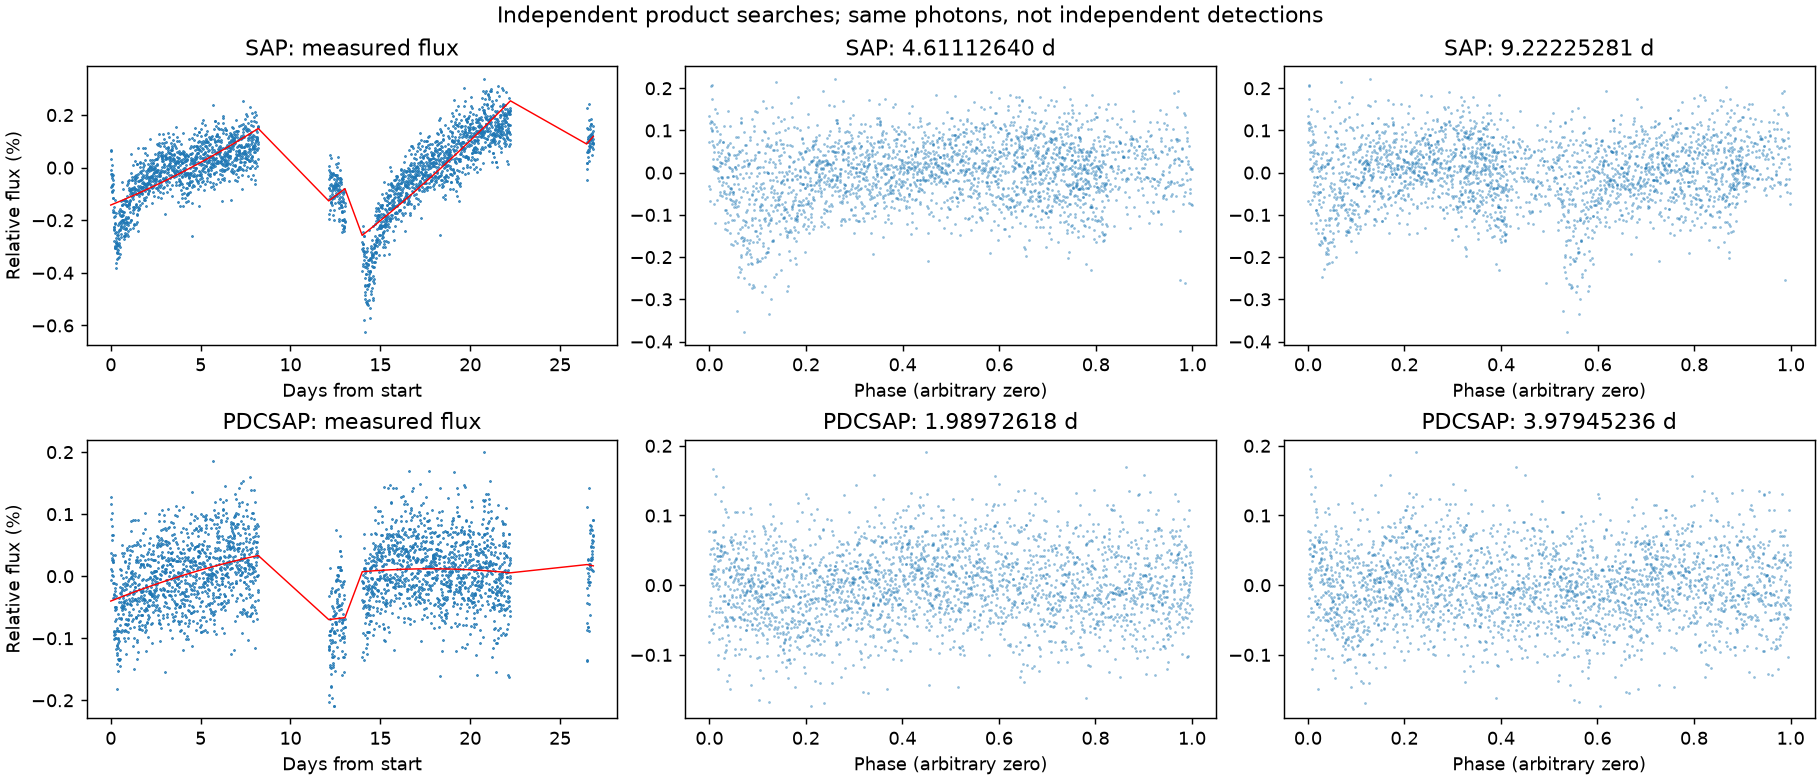 Independent product searches; same photons, not independent detections
SAP: measured flux
SAP: 4.61112640 d
SAP: 9.22225281 d
Relative flux (%)
0.2
0.0
−0.2
−0.4
−0.6
0 5 10 15 20 25
Days from start
0.2
0.1
0.0
−0.1
−0.2
−0.3
−0.4
0.0 0.2 0.4 0.6 0.8 1.0
Phase (arbitrary zero)
0.2
0.1
0.0
−0.1
−0.2
−0.3
−0.4
0.0 0.2 0.4 0.6 0.8 1.0
Phase (arbitrary zero)
PDCSAP: measured flux
PDCSAP: 1.98972618 d
PDCSAP: 3.97945236 d
Relative flux (%)
0.2
0.1
0.0
−0.1
−0.2
0 5 10 15 20 25
Days from start
0.2
0.1
0.0
−0.1
0.0 0.2 0.4 0.6 0.8 1.0
Phase (arbitrary zero)
0.2
0.1
0.0
−0.1
0.0 0.2 0.4 0.6 0.8 1.0
Phase (arbitrary zero)